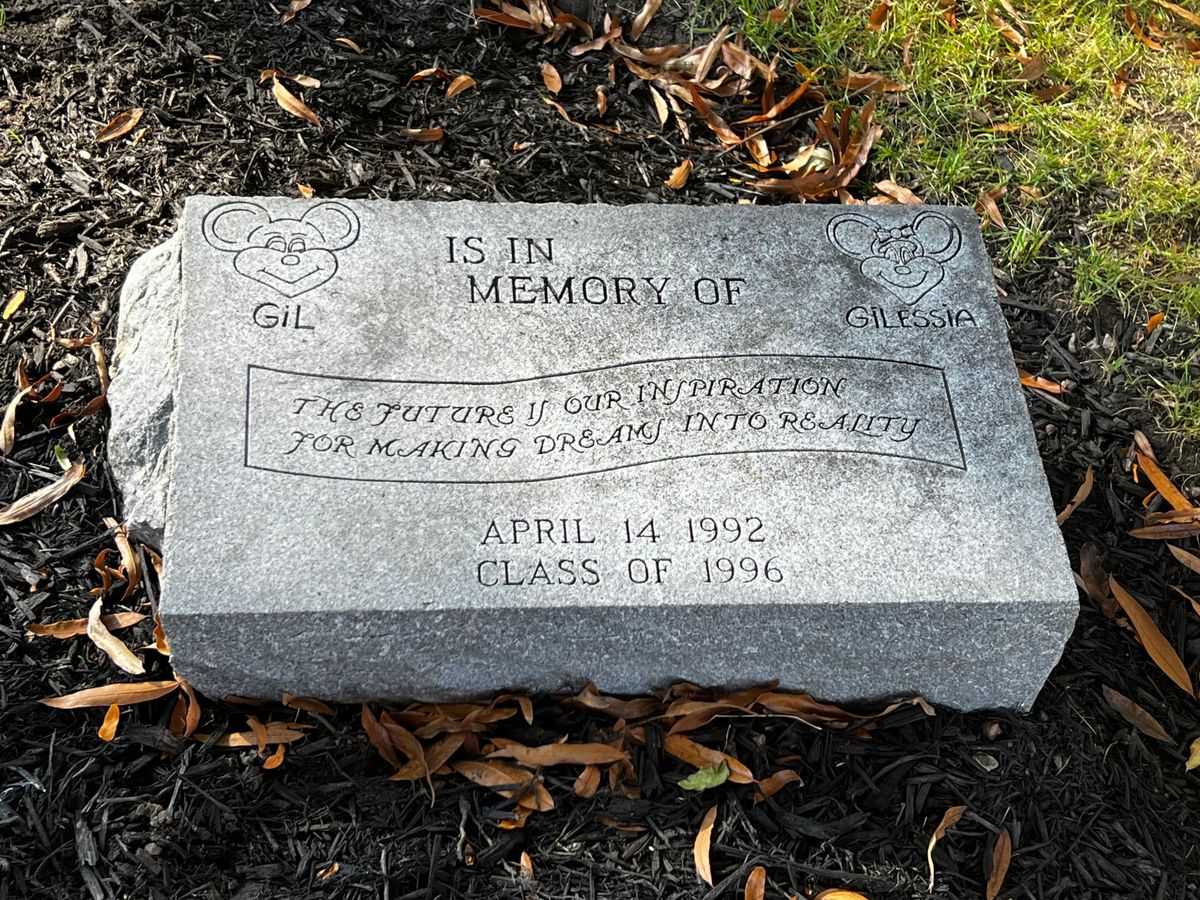 IS IN
MEMORY OF
GiL
GiLESSiA
THE FUTURE IS OUR INSPIRATION
FOR MAKING DREAMS INTO REALITY
APRIL 14 1992
CLASS OF 1996